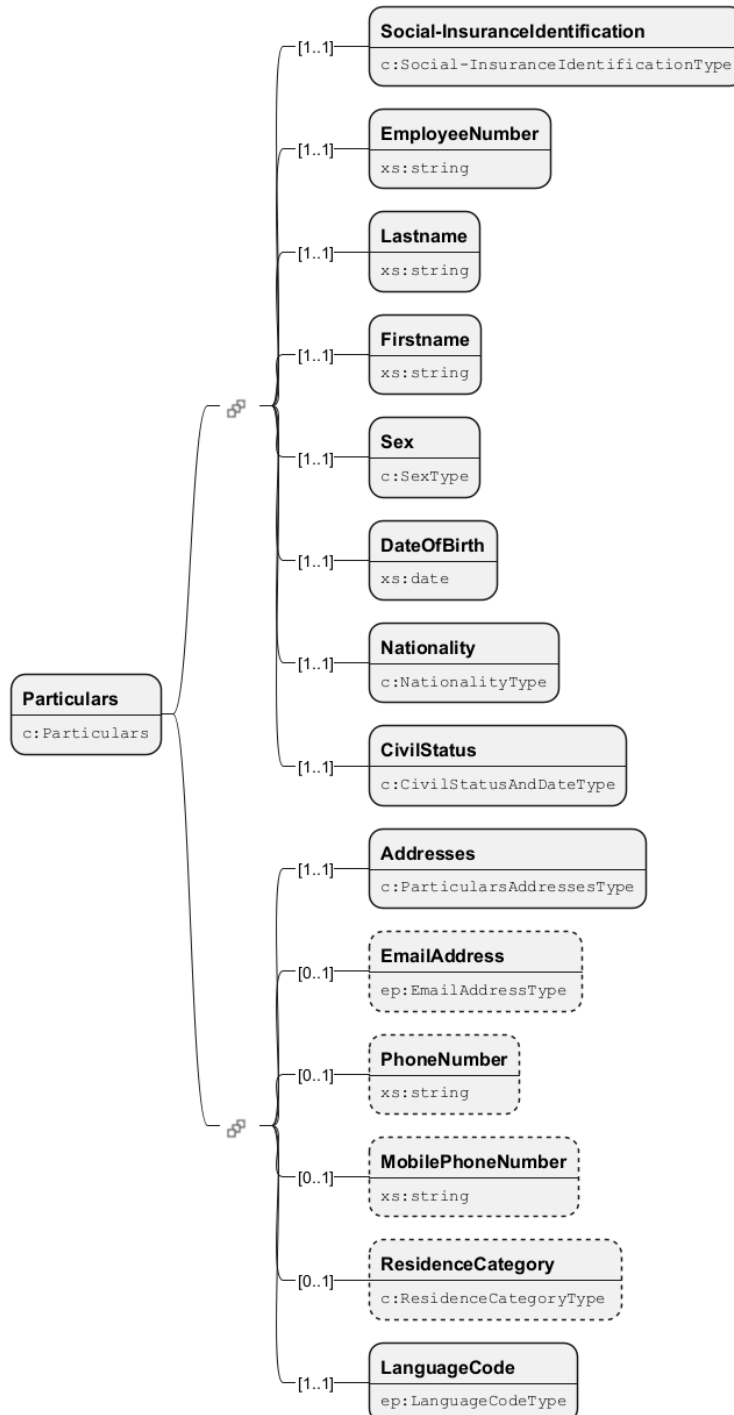 [1..1]
Social-InsuranceIdentification
c:Social-InsuranceIdentificationType
[1..1]
EmployeeNumber
xs:string
[1..1]
Lastname
xs:string
[1..1]
Firstname
xs:string
[1..1]
Sex
c:SexType
[1..1]
DateOfBirth
xs:date
[1..1]
Nationality
c:NationalityType
Particulars
c:Particulars
[1..1]
CivilStatus
c:CivilStatusAndDateType
[1..1]
Addresses
c:ParticularsAddressesType
[0..1]
EmailAddress
ep:EmailAddressType
[0..1]
PhoneNumber
xs:string
[0..1]
MobilePhoneNumber
xs:string
[0..1]
ResidenceCategory
c:ResidenceCategoryType
[1..1]
LanguageCode
ep:LanguageCodeType